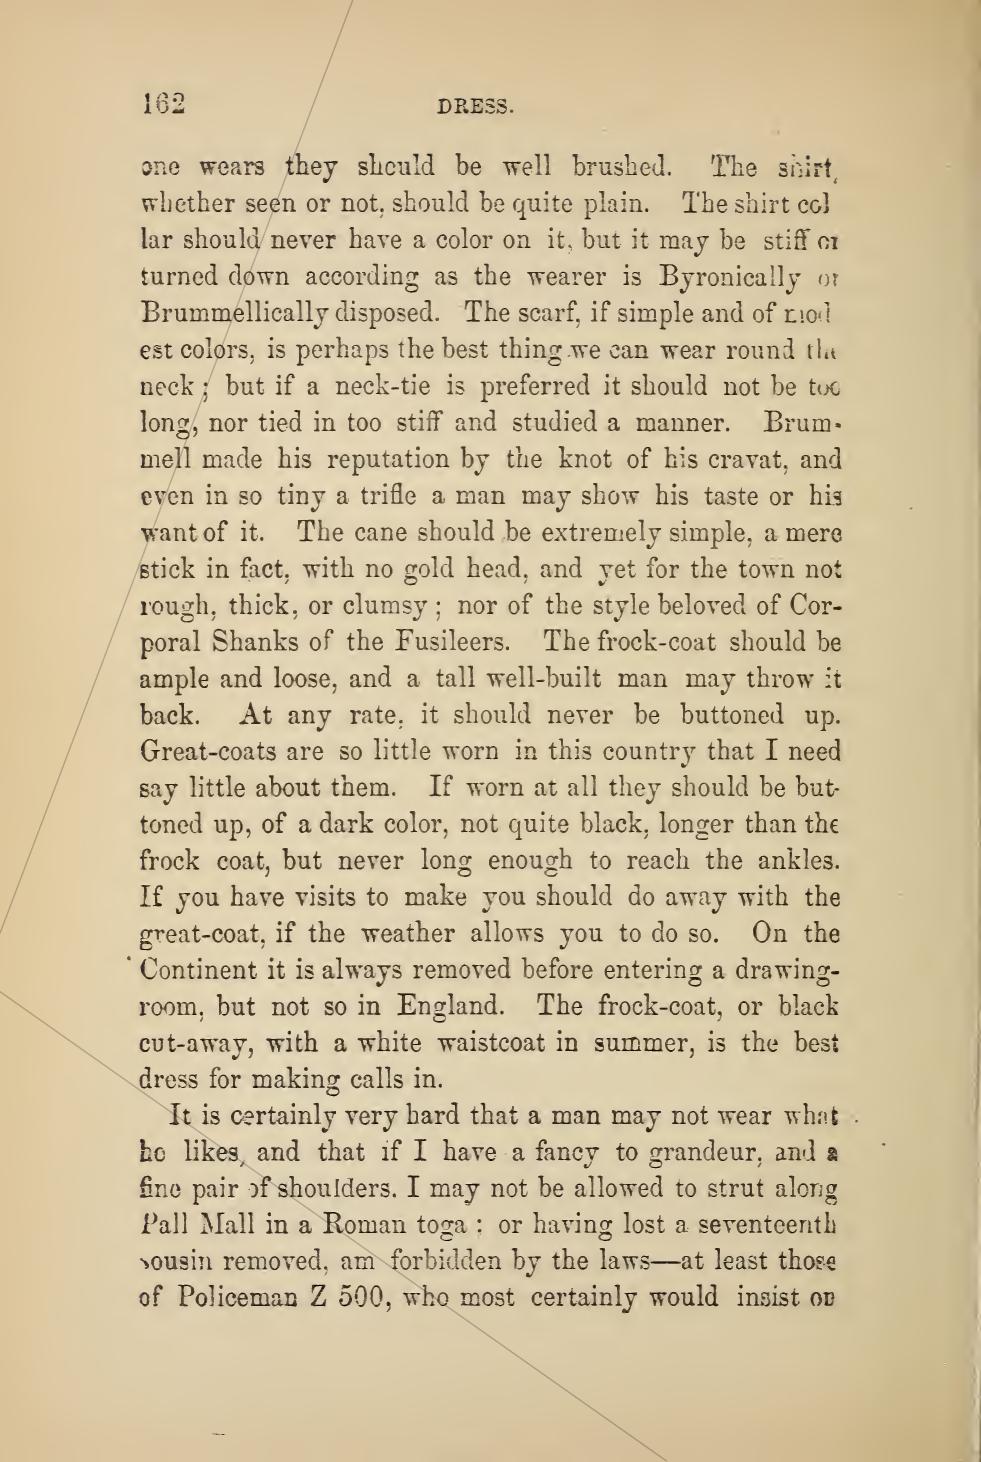 162 DRESS.
one wears they should be well brushed. The shirt,
whether seen or not, should be quite plain. The shirt col
lar should never have a color on it, but it may be stiff or
turned down according as the wearer is Byronically or
Brummellically disposed. The scarf, if simple and of mod
est colors, is perhaps the best thing we can wear round the
neck; but if a neck-tie is preferred it should not be too
long, nor tied in too stiff and studied a manner. Brum-
mell made his reputation by the knot of his cravat, and
even in so tiny a trifle a man may show his taste or his
want of it. The cane should be extremely simple, a mere
stick in fact, with no gold head, and yet for the town not
rough, thick, or clumsy; nor of the style beloved of Cor-
poral Shanks of the Fusileers. The frock-coat should be
ample and loose, and a tall well-built man may throw it
back. At any rate, it should never be buttoned up.
Great-coats are so little worn in this country that I need
say little about them. If worn at all they should be but-
toned up, of a dark color, not quite black, longer than the
frock coat, but never long enough to reach the ankles.
If you have visits to make you should do away with the
great-coat, if the weather allows you to do so. On the
Continent it is always removed before entering a drawing-
room, but not so in England. The frock-coat, or black
cut-away, with a white waistcoat in summer, is the best
dress for making calls in.
It is certainly very hard that a man may not wear what
he likes, and that if I have a fancy to grandeur, and a
fine pair of shoulders. I may not be allowed to strut along
Pall Mall in a Roman toga: or having lost a seventeenth
cousin removed, am forbidden by the laws—at least those
of Policeman Z 500, who most certainly would insist on